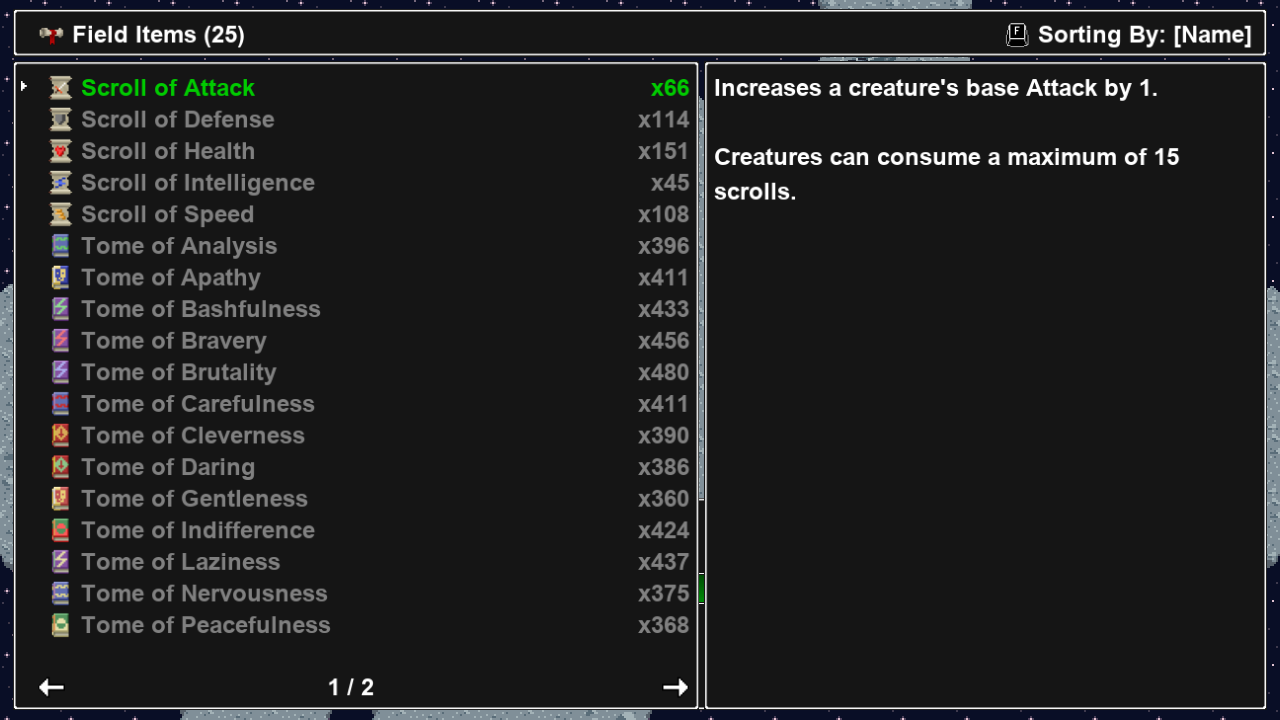 Field Items (25)
F Sorting By: [Name]
Scroll of Attack x66
Scroll of Defense x114
Scroll of Health x151
Scroll of Intelligence x45
Scroll of Speed x108
Tome of Analysis x396
Tome of Apathy x411
Tome of Bashfulness x433
Tome of Bravery x456
Tome of Brutality x480
Tome of Carefulness x411
Tome of Cleverness x390
Tome of Daring x386
Tome of Gentleness x360
Tome of Indifference x424
Tome of Laziness x437
Tome of Nervousness x375
Tome of Peacefulness x368
1 / 2
Increases a creature's base Attack by 1.
Creatures can consume a maximum of 15
scrolls.